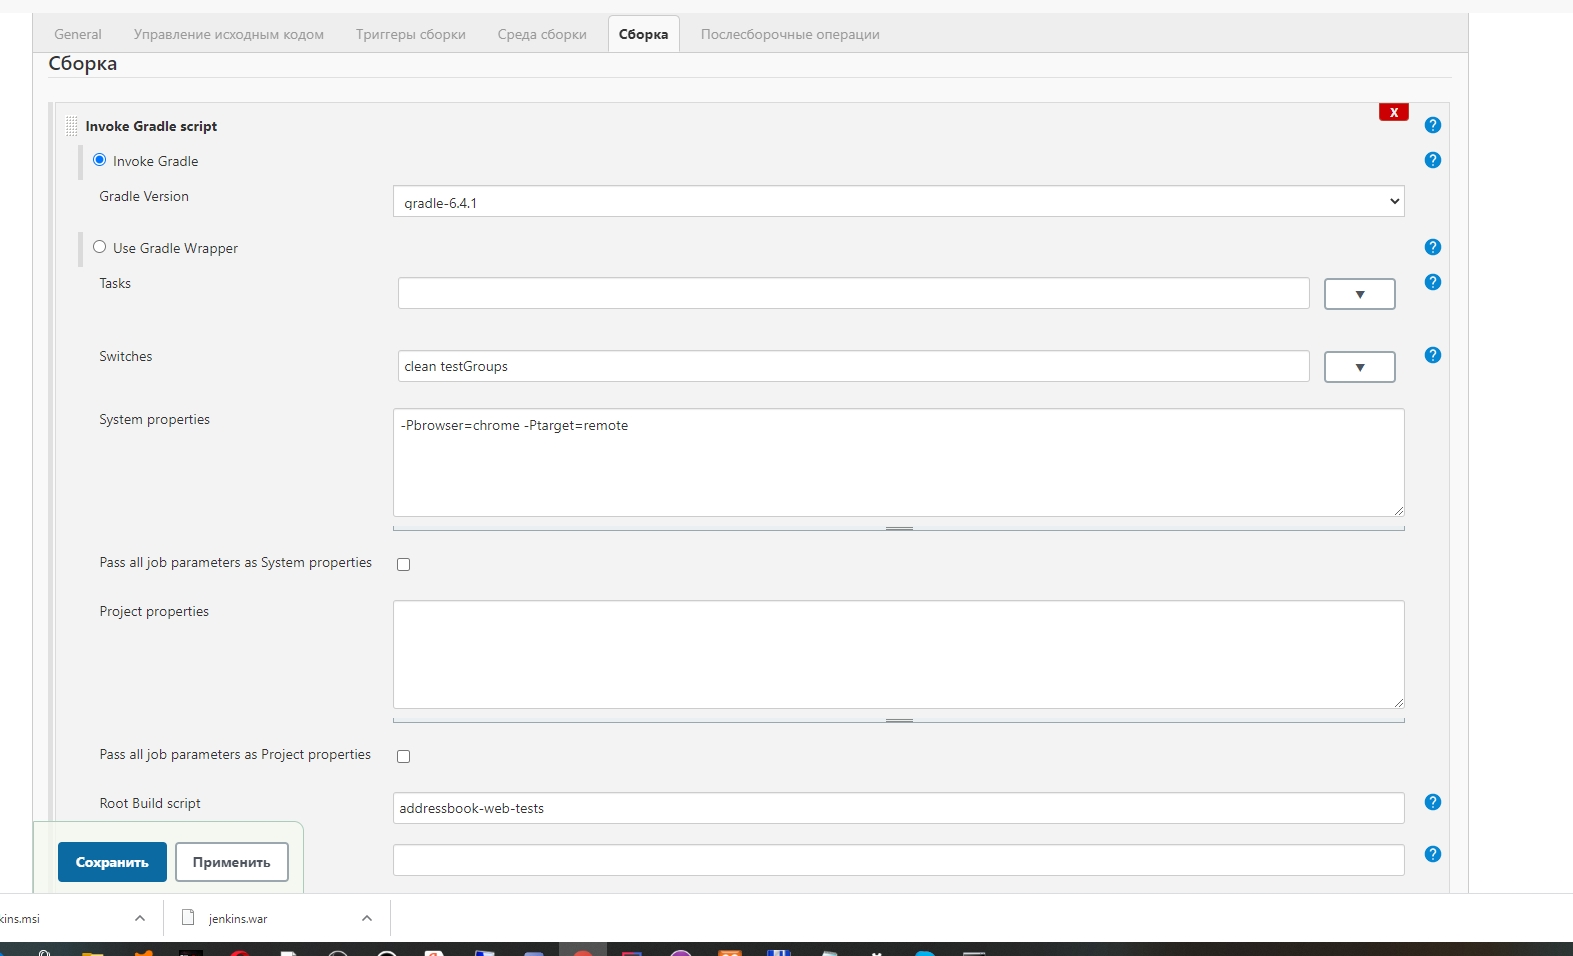 General Управление исходным кодом Триггеры сборки Среда сборки Сборка Послесборочные операции
Сборка
X
Invoke Gradle script ?
Invoke Gradle ?
Gradle Version gradle-6.4.1
Use Gradle Wrapper ?
Tasks ▼ ?
Switches clean testGroups ▼ ?
System properties -Pbrowser=chrome -Ptarget=remote
Pass all job parameters as System properties
Project properties
Pass all job parameters as Project properties
Root Build script addressbook-web-tests ?
Сохранить Применить ?
kins.msi jenkins.war